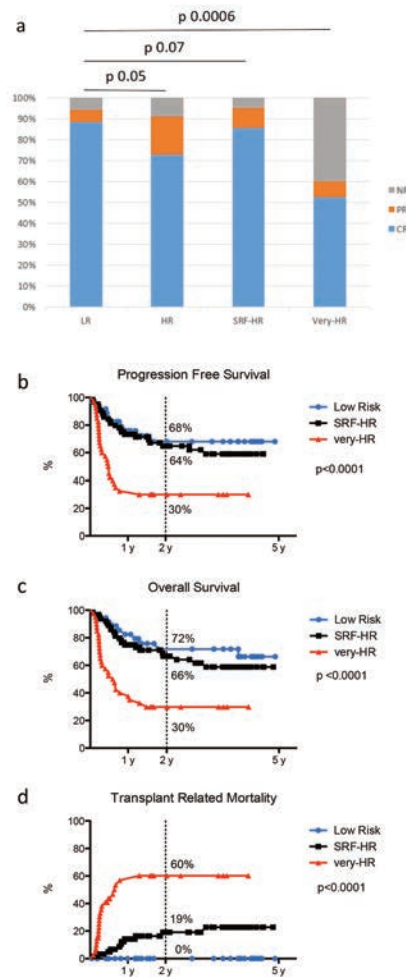 a
p 0.0006
p 0.07
p 0.05
100%
90%
80%
70%
60%
50%
40%
30%
20%
10%
0%
LR
HR
SRF-HR
Very-HR
NR
PR
CR
b
Progression Free Survival
100
80
60
40
20
0
%
68%
64%
30%
1 y
2 y
5 y
Low Risk
SRF-HR
very-HR
p<0.0001
c
Overall Survival
100
80
60
40
20
0
%
72%
66%
30%
1 y
2 y
5 y
Low Risk
SRF-HR
very-HR
p <0.0001
d
Transplant Related Mortality
100
80
60
40
20
0
%
60%
19%
0%
1 y
2 y
5 y
Low Risk
SRF-HR
very-HR
p<0.0001